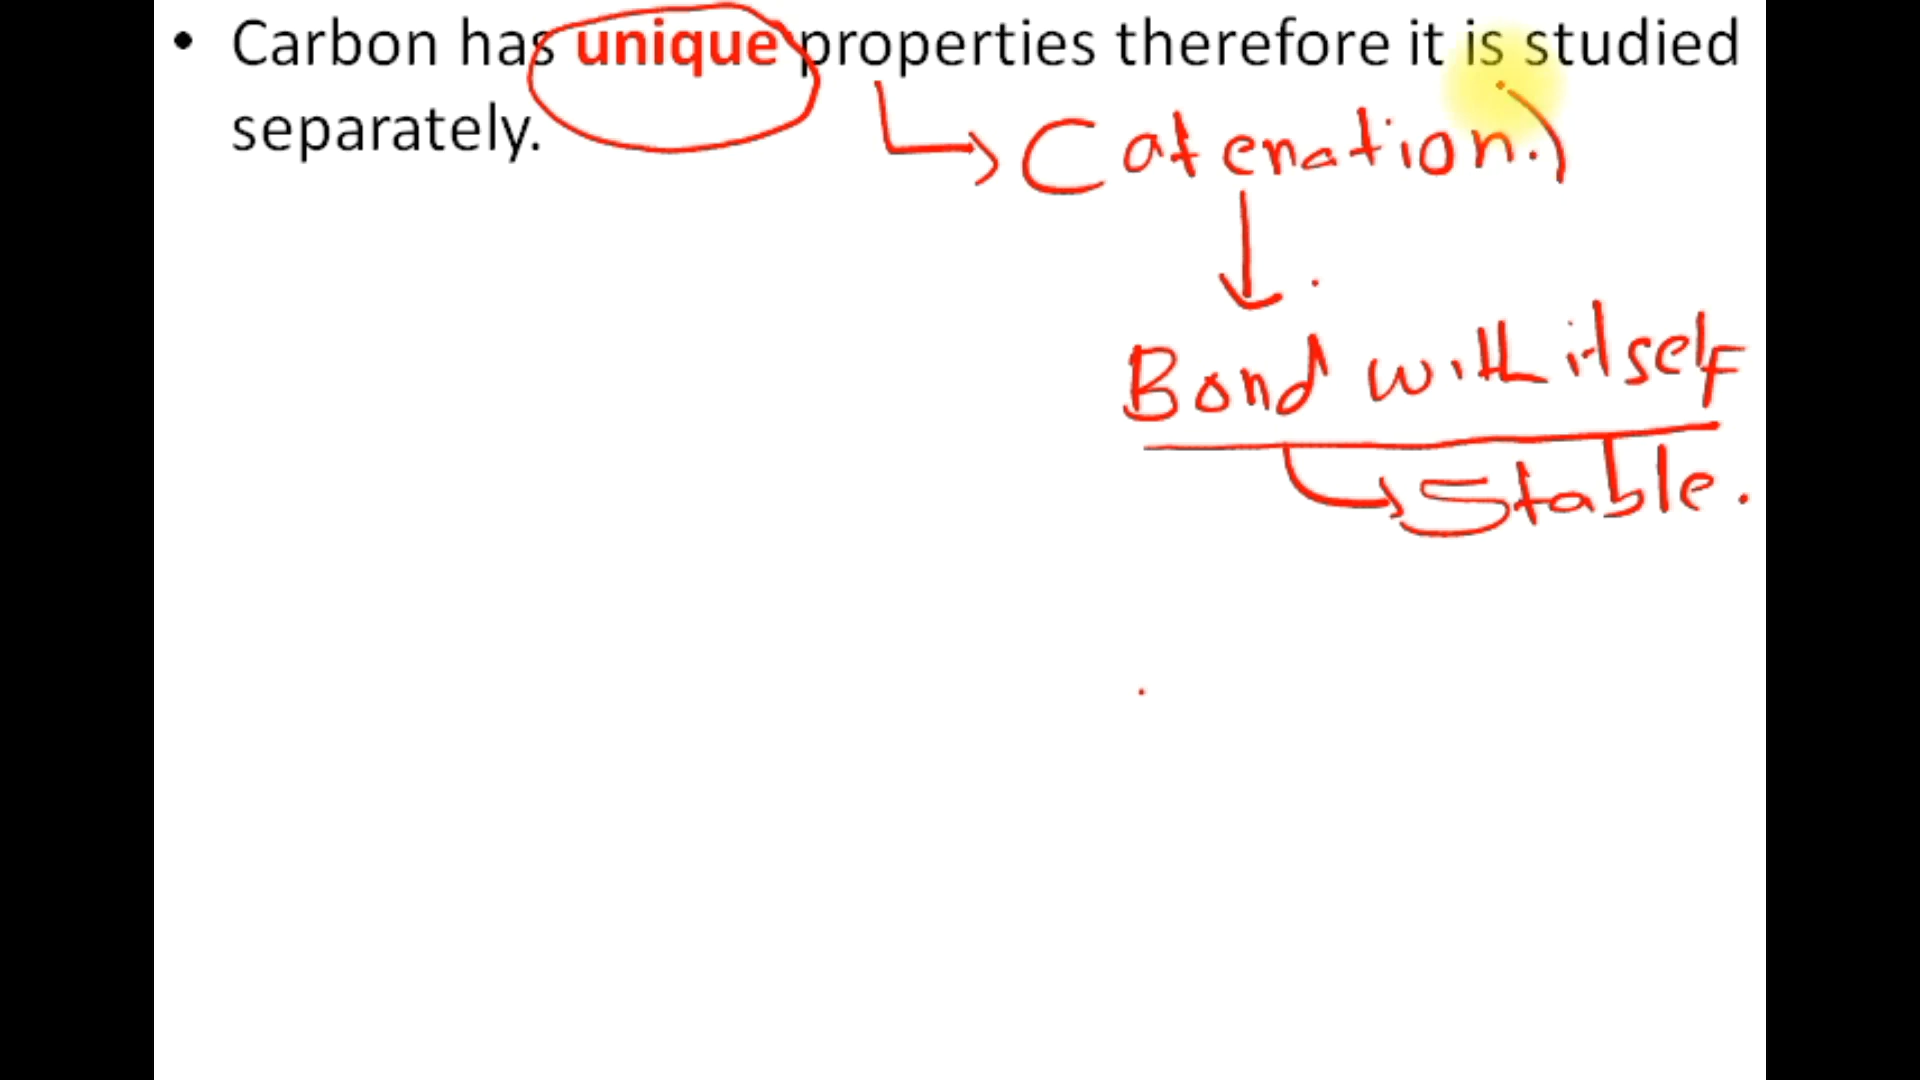 • Carbon has unique properties therefore it is studied
separately.
Catenation.
Bond with itself
Stable.